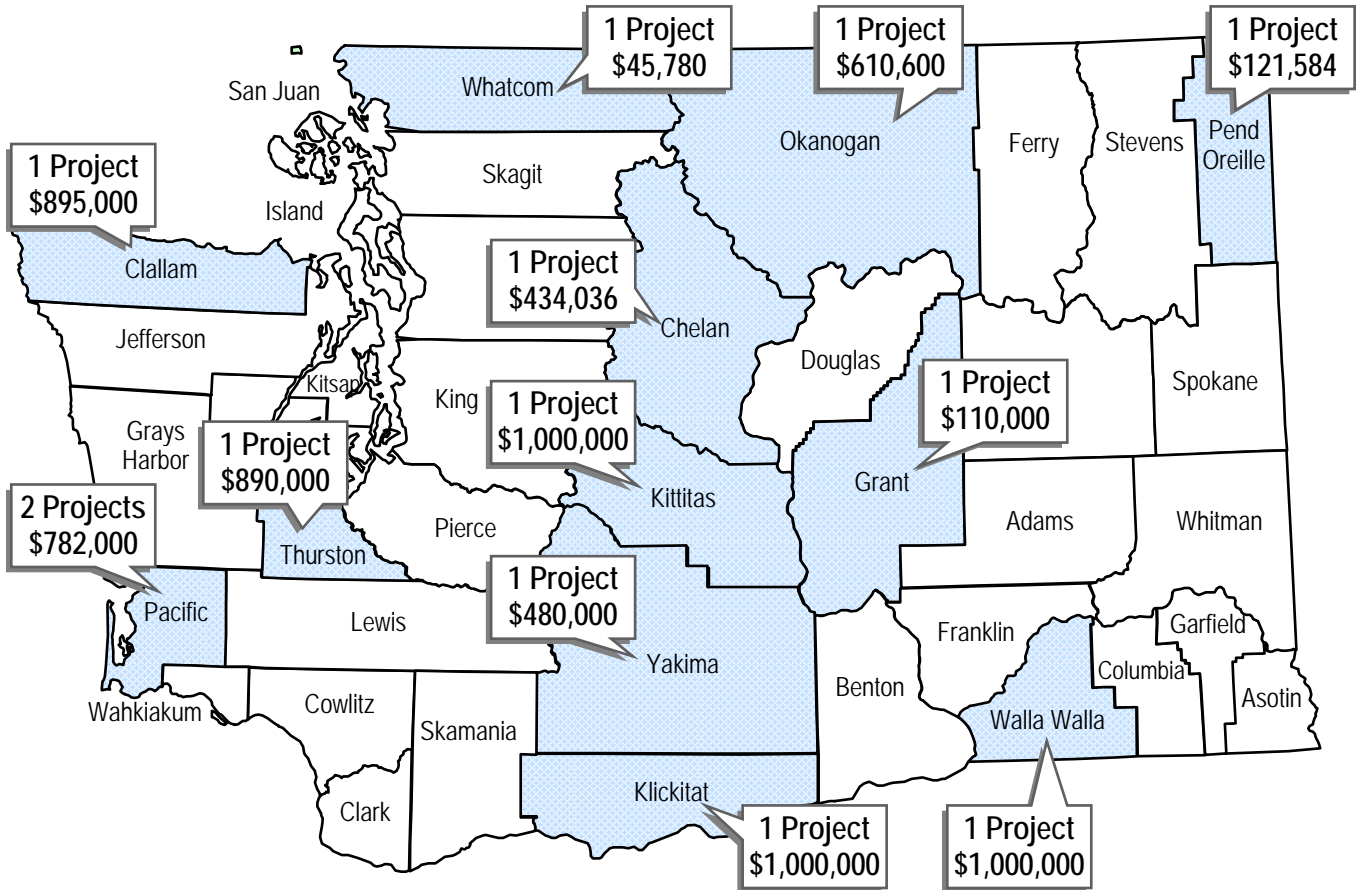 1 Project
$45,780
1 Project
$610,600
1 Project
$121,584
San Juan
Whatcom
Okanogan
Ferry
Stevens
Pend
Oreille
1 Project
$895,000
Skagit
Island
Clallam
1 Project
$434,036
Chelan
Jefferson
Douglas
Kitsap
King
1 Project
$1,000,000
1 Project
$110,000
Spokane
Grays
Harbor
1 Project
$890,000
Kittitas
Grant
2 Projects
$782,000
Thurston
Pierce
Adams
Whitman
1 Project
$480,000
Pacific
Lewis
Yakima
Franklin
Garfield
Columbia
Benton
Asotin
Wahkiakum
Cowlitz
Skamania
Walla Walla
Klickitat
Clark
1 Project
$1,000,000
1 Project
$1,000,000